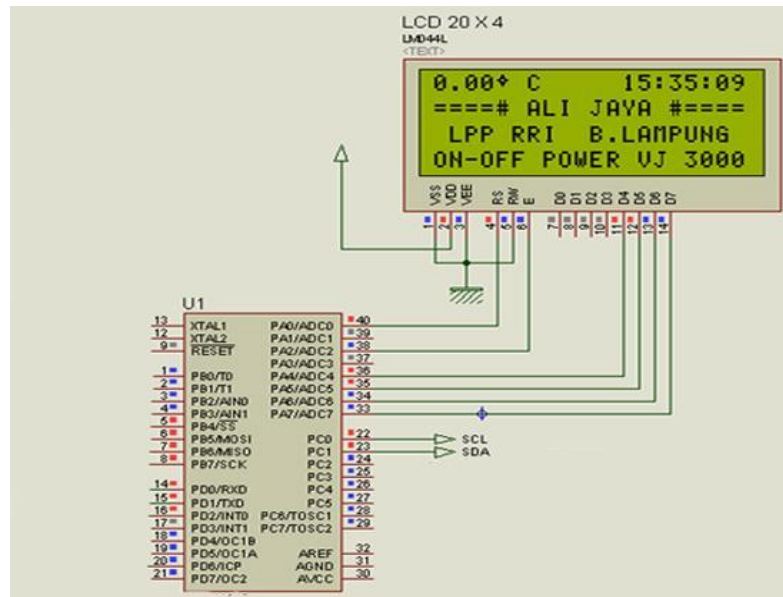 LCD 20 X 4
LMD44L
<TEXT>
0.00° C 15:35:09
====# ALI JAYA #====
LPP RRI B.LAMPUNG
ON-OFF POWER VJ 3000
VSS VDD VEE RS RW E D0 D1 D2 D3 D4 D5 D6 D7
1 2 3 4 5 6 7 8 9 10 11 12 13 14
U1
13 XTAL1 PA0/ADC0 40
12 XTAL2 PA1/ADC1 39
9 RESET PA2/ADC2 38
PA3/ADC3 37
1 PB0/T0 PA4/ADC4 36
2 PB1/T1 PA5/ADC5 35
3 PB2/AIN0 PA6/ADC6 34
4 PB3/AIN1 PA7/ADC7 33
5 PB4/SS
6 PB5/MOSI PC0 22 SCL
7 PB6/MISO PC1 23 SDA
8 PB7/SCK PC2 24
PC3 25
14 PD0/RXD PC4 26
15 PD1/TXD PC5 27
16 PD2/INT0 PC6/TOSC1 28
17 PD3/INT1 PC7/TOSC2 29
18 PD4/OC1B
19 PD5/OC1A AREF 32
20 PD6/ICP AGND 31
21 PD7/OC2 AVCC 30